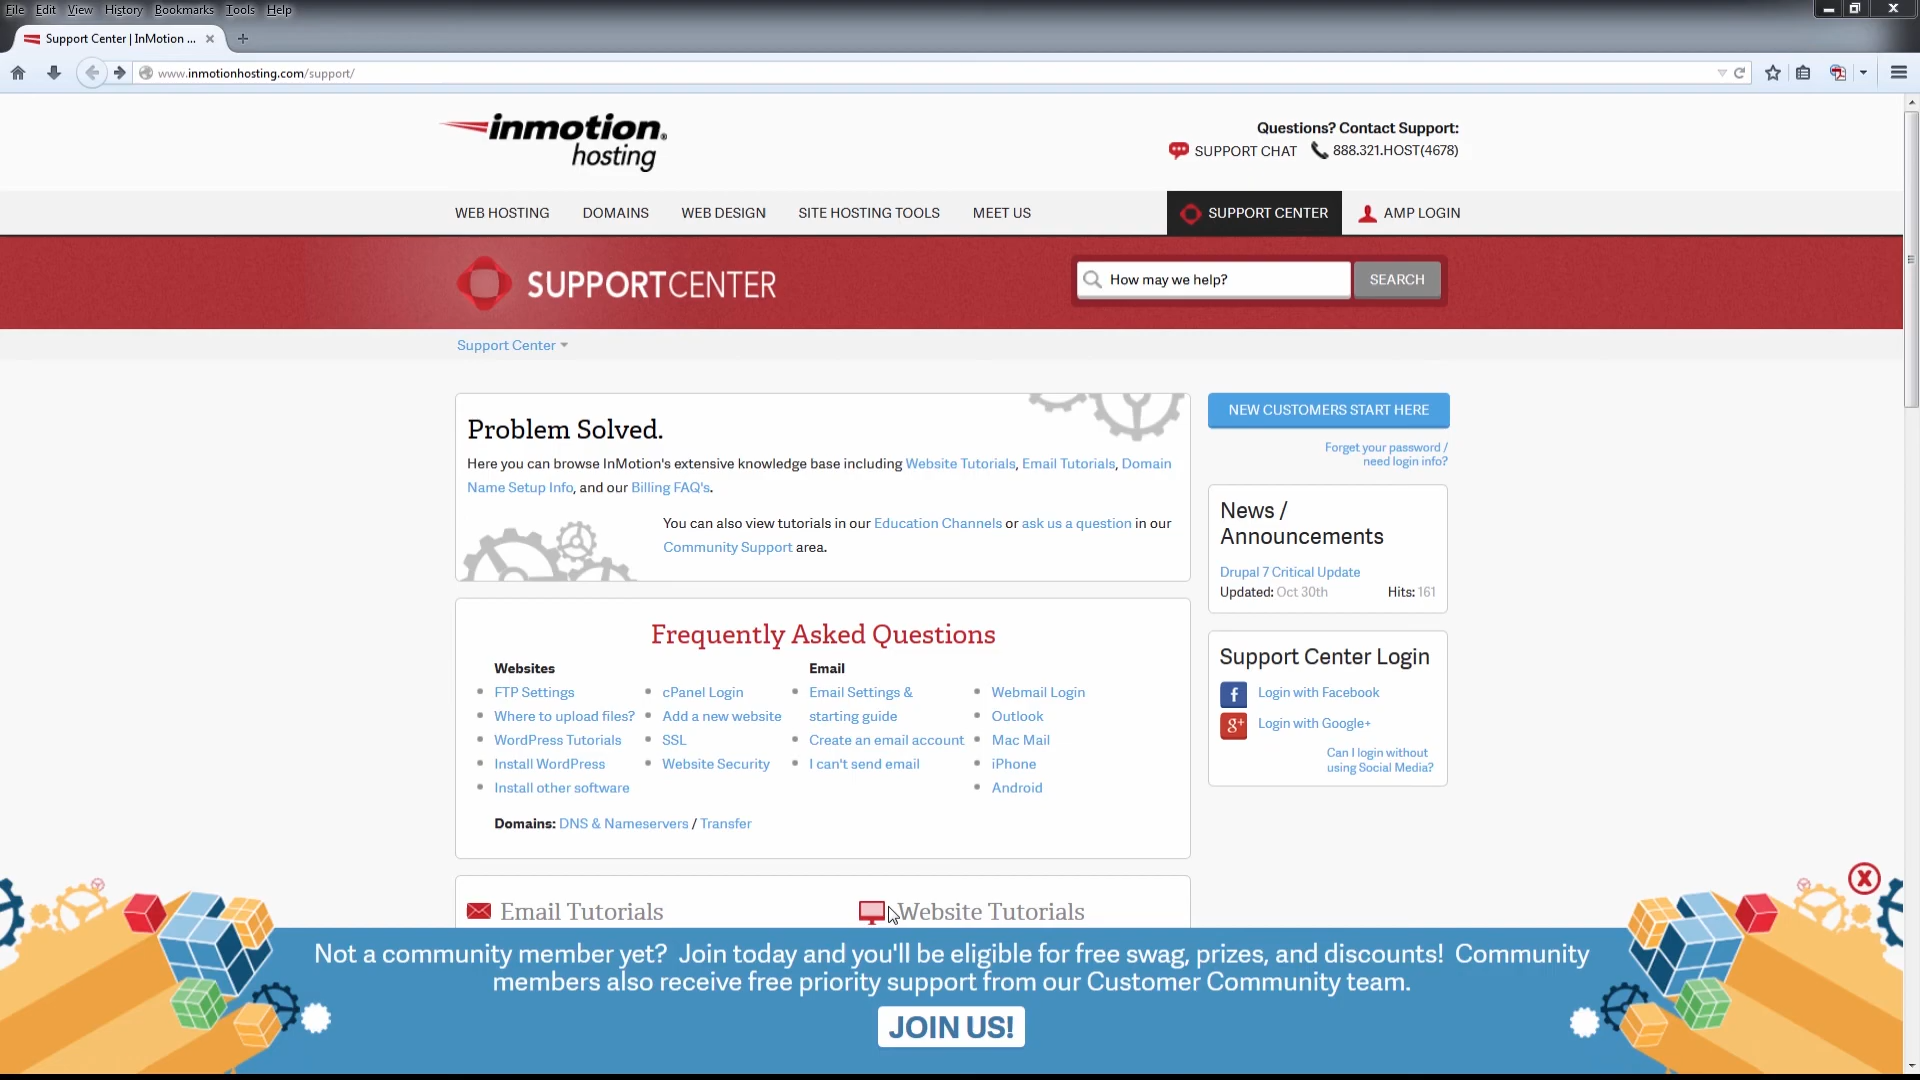 File Edit View History Bookmarks Tools Help
Support Center | InMotion ...
www.inmotionhosting.com/support/
inmotion
hosting
Questions? Contact Support:
SUPPORT CHAT 888.321.HOST(4678)
WEB HOSTING DOMAINS WEB DESIGN SITE HOSTING TOOLS MEET US SUPPORT CENTER AMP LOGIN
SUPPORTCENTER
How may we help? SEARCH
Support Center
Problem Solved.
Here you can browse InMotion's extensive knowledge base including Website Tutorials, Email Tutorials, Domain
Name Setup Info, and our Billing FAQ's.
You can also view tutorials in our Education Channels or ask us a question in our
Community Support area.
NEW CUSTOMERS START HERE
Forget your password /
need login info?
News /
Announcements
Drupal 7 Critical Update
Updated: Oct 30th Hits: 161
Frequently Asked Questions
Websites
FTP Settings
Where to upload files?
WordPress Tutorials
Install WordPress
Install other software
cPanel Login
Add a new website
SSL
Website Security
Email
Email Settings &
starting guide
Create an email account
I can't send email
Webmail Login
Outlook
Mac Mail
iPhone
Android
Domains: DNS & Nameservers / Transfer
Support Center Login
f Login with Facebook
g+ Login with Google+
Can I login without
using Social Media?
Email Tutorials
Website Tutorials
X
Not a community member yet? Join today and you'll be eligible for free swag, prizes, and discounts! Community
members also receive free priority support from our Customer Community team.
JOIN US!